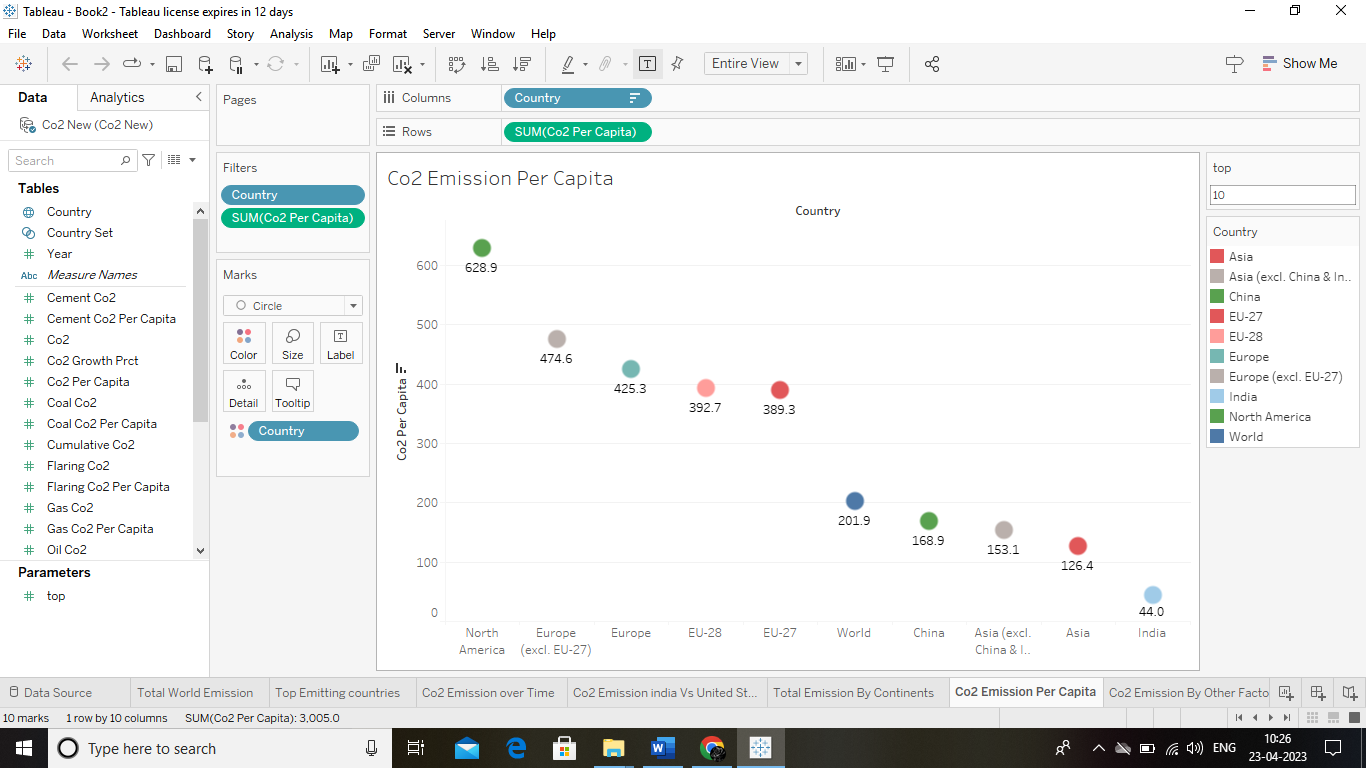 Tableau - Book2 - Tableau license expires in 12 days
File Data Worksheet Dashboard Story Analysis Map Format Server Window Help
Entire View
Show Me
Data Analytics
Co2 New (Co2 New)
Search
Tables
Country
Country Set
Year
Abc Measure Names
Cement Co2
Cement Co2 Per Capita
Co2
Co2 Growth Prct
Co2 Per Capita
Coal Co2
Coal Co2 Per Capita
Cumulative Co2
Flaring Co2
Flaring Co2 Per Capita
Gas Co2
Gas Co2 Per Capita
Oil Co2
Parameters
top
Pages
Filters
Country
SUM(Co2 Per Capita)
Marks
Circle
Color Size Label
Detail Tooltip
Country
Columns Country
Rows SUM(Co2 Per Capita)
Co2 Emission Per Capita
Country
Co2 Per Capita
600
500
400
300
200
100
0
628.9
474.6
425.3
392.7
389.3
201.9
168.9
153.1
126.4
44.0
North
America
Europe
(excl. EU-27)
Europe
EU-28
EU-27
World
China
Asia (excl.
China & I..
Asia
India
top
10
Country
Asia
Asia (excl. China & In..
China
EU-27
EU-28
Europe
Europe (excl. EU-27)
India
North America
World
Data Source Total World Emission Top Emitting countries Co2 Emission over Time Co2 Emission india Vs United St... Total Emission By Continents Co2 Emission Per Capita Co2 Emission By Other Facto
10 marks 1 row by 10 columns SUM(Co2 Per Capita): 3,005.0
Type here to search
ENG
10:26
23-04-2023